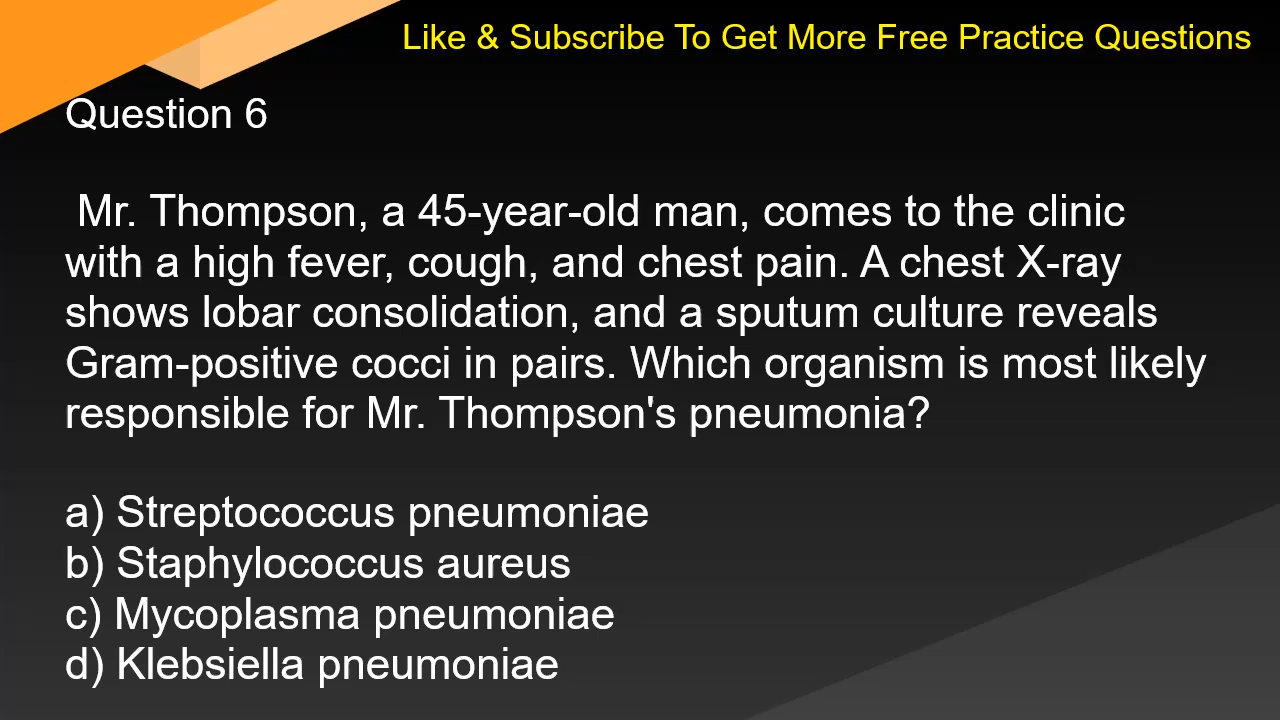 Like & Subscribe To Get More Free Practice Questions
Question 6
Mr. Thompson, a 45-year-old man, comes to the clinic
with a high fever, cough, and chest pain. A chest X-ray
shows lobar consolidation, and a sputum culture reveals
Gram-positive cocci in pairs. Which organism is most likely
responsible for Mr. Thompson's pneumonia?
a) Streptococcus pneumoniae
b) Staphylococcus aureus
c) Mycoplasma pneumoniae
d) Klebsiella pneumoniae